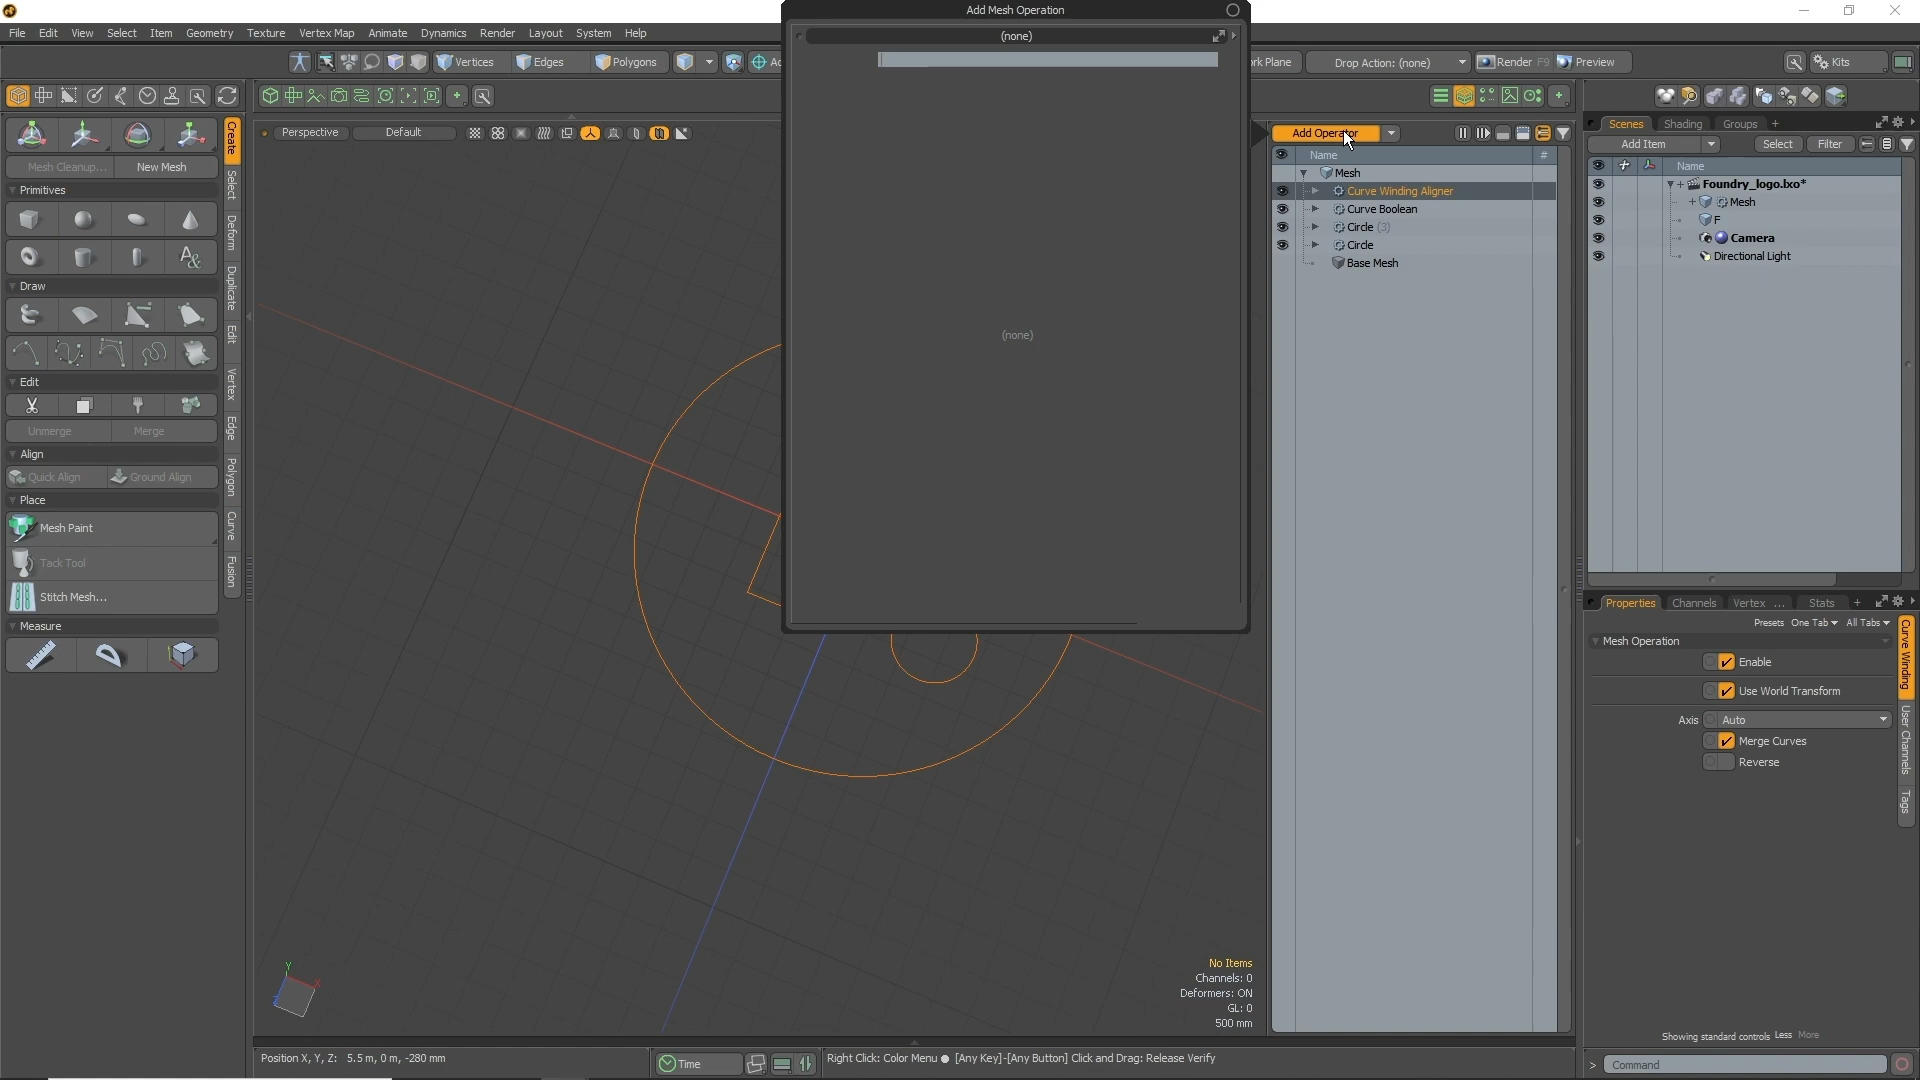 Add Mesh Operation
File Edit View Select Item Geometry Texture Vertex Map Animate Dynamics Render Layout System Help
(none)
Vertices Edges Polygons
rk Plane Drop Action: (none) Render F9 Preview Kits
Perspective Default
Add Operator
Scenes Shading Groups +
Add Item Select Filter
Mesh Cleanup... New Mesh
Primitives
Draw
Edit
Unmerge Merge
Align
Quick Align Ground Align
Place
Mesh Paint
Tack Tool
Stitch Mesh...
Measure
Create
Select
Deform
Duplicate
Edit
Vertex
Edge
Polygon
Curve
Fusion
(none)
Name #
Mesh
Curve Winding Aligner
Curve Boolean
Circle (3)
Circle
Base Mesh
Name
Foundry_logo.lxo*
Mesh
F
Camera
Directional Light
Properties Channels Vertex ... Stats +
Presets One Tab All Tabs
Mesh Operation
Enable
Use World Transform
Axis Auto
Merge Curves
Reverse
Curve Winding
User Channels
Tags
No Items
Channels: 0
Deformers: ON
GL: 0
500 mm
Y
X
Z
Showing standard controls Less More
Position X, Y, Z: 5.5 m, 0 m, -280 mm
Time
Right Click: Color Menu ● [Any Key]-[Any Button] Click and Drag: Release Verify
> Command